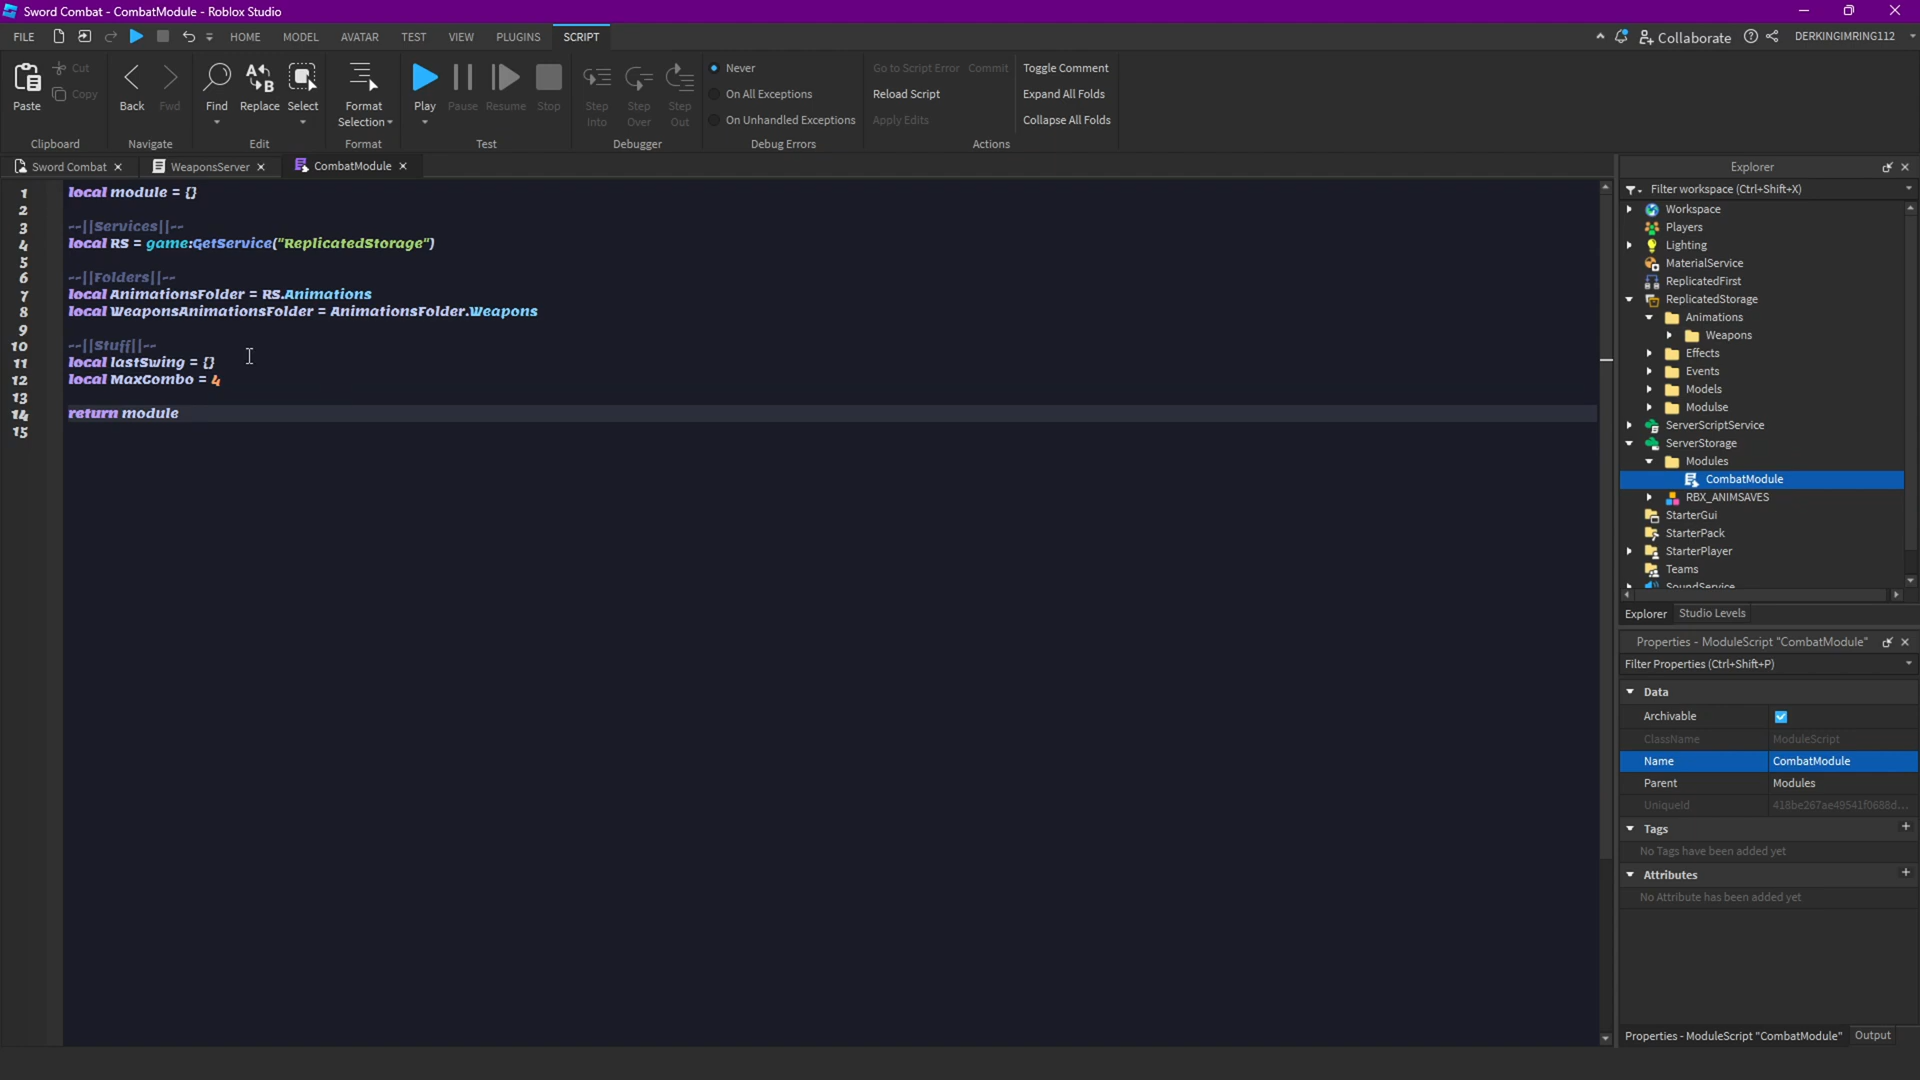 Sword Combat - CombatModule - Roblox Studio
FILE HOME MODEL AVATAR TEST VIEW PLUGINS SCRIPT Collaborate DERKINGIMRING112
Paste Cut Copy
Back Fwd
Find Replace Select
Format Selection
Play Pause Resume Stop
Step Into Step Over Step Out
Never
On All Exceptions
On Unhandled Exceptions
Go to Script Error Commit
Reload Script
Apply Edits
Toggle Comment
Expand All Folds
Collapse All Folds
Clipboard Navigate Edit Format Test Debugger Debug Errors Actions
Sword Combat WeaponsServer CombatModule
1 local module = {}
2
3 --||Services||--
4 local RS = game:GetService("ReplicatedStorage")
5
6 --||Folders||--
7 local AnimationsFolder = RS.Animations
8 local WeaponsAnimationsFolder = AnimationsFolder.Weapons
9
10 --||Stuff||--
11 local lastSwing = {}
12 local MaxCombo = 4
13
14 return module
15
Explorer
Filter workspace (Ctrl+Shift+X)
Workspace
Players
Lighting
MaterialService
ReplicatedFirst
ReplicatedStorage
Animations
Weapons
Effects
Events
Models
Modulse
ServerScriptService
ServerStorage
Modules
CombatModule
RBX_ANIMSAVES
StarterGui
StarterPack
StarterPlayer
Teams
SoundService
Explorer Studio Levels
Properties - ModuleScript "CombatModule"
Filter Properties (Ctrl+Shift+P)
Data
Archivable
ClassName ModuleScript
Name CombatModule
Parent Modules
UniqueId 418be267ae49541f0688d...
Tags
No Tags have been added yet
Attributes
No Attribute has been added yet
Properties - ModuleScript "CombatModule" Output